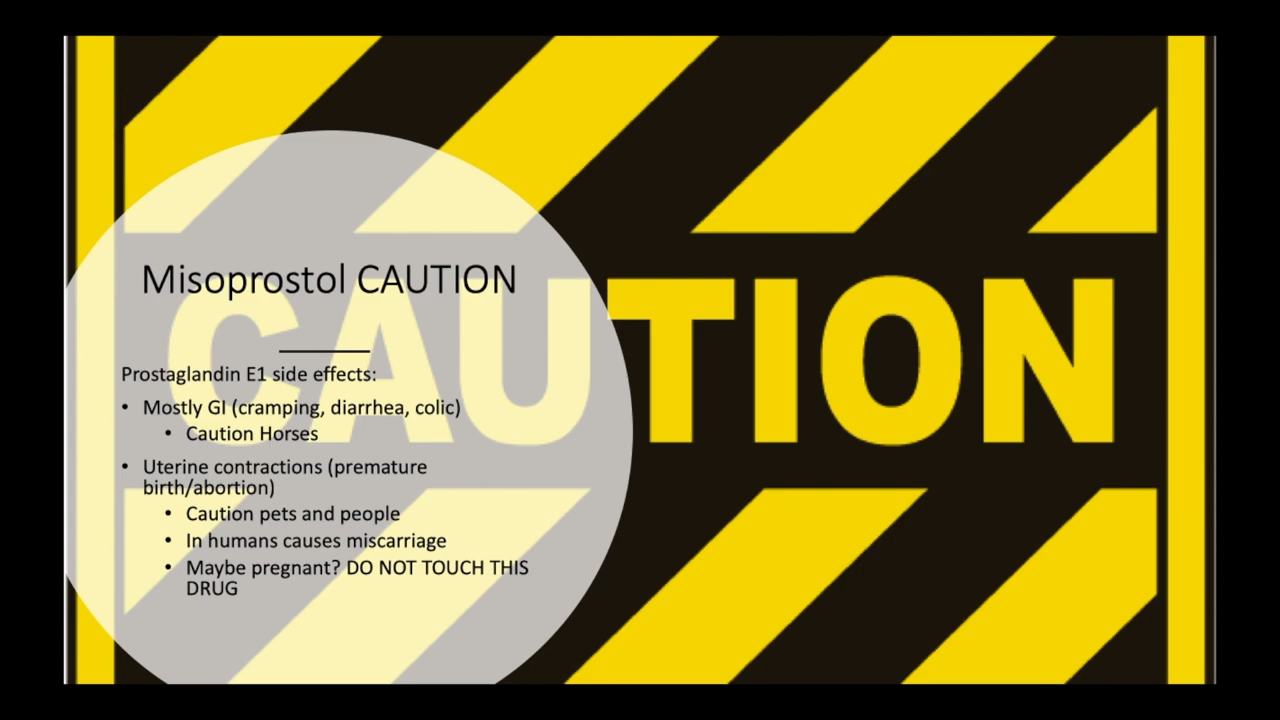 Misoprostol CAUTION
CAUTION
Prostaglandin E1 side effects:
• Mostly GI (cramping, diarrhea, colic)
• Caution Horses
• Uterine contractions (premature
birth/abortion)
• Caution pets and people
• In humans causes miscarriage
• Maybe pregnant? DO NOT TOUCH THIS
DRUG